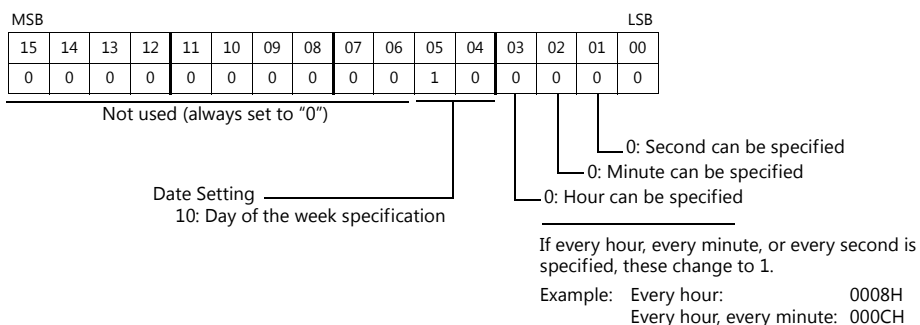 MSB LSB
15 14 13 12 11 10 09 08 07 06 05 04 03 02 01 00
0 0 0 0 0 0 0 0 0 0 1 0 0 0 0 0
Not used (always set to “0”)
0: Second can be specified
0: Minute can be specified
Date Setting
0: Hour can be specified
10: Day of the week specification
If every hour, every minute, or every second is
specified, these change to 1.
Example: Every hour: 0008H
Every hour, every minute: 000CH